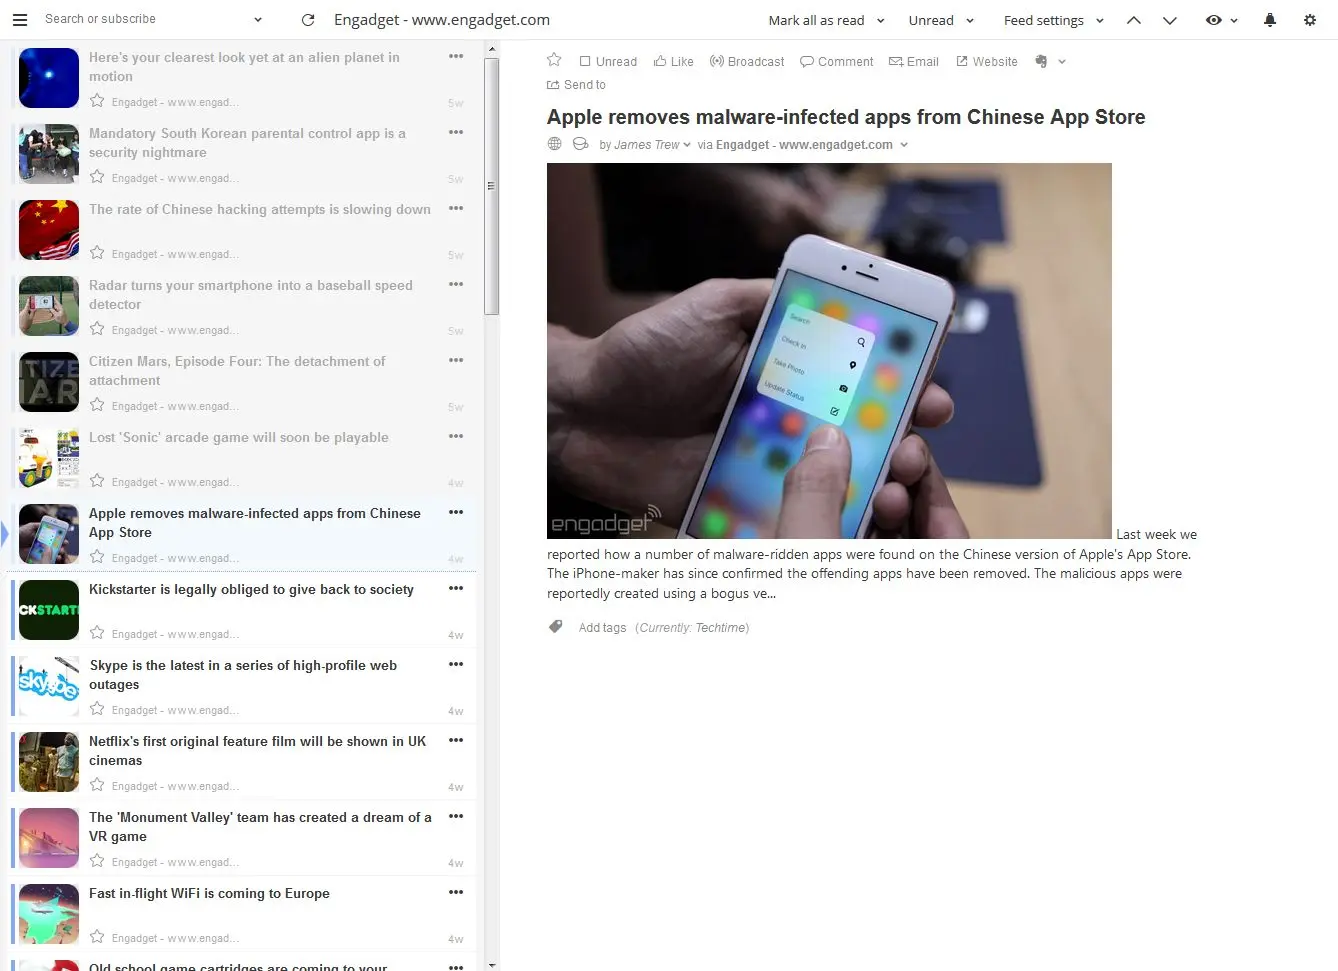 Search or subscribe
Engadget - www.engadget.com
Mark all as read
Unread
Feed settings
Here's your clearest look yet at an alien planet in
motion
Engadget - www.engad...
5w
Mandatory South Korean parental control app is a
security nightmare
Engadget - www.engad...
5w
The rate of Chinese hacking attempts is slowing down
Engadget - www.engad...
5w
Radar turns your smartphone into a baseball speed
detector
Engadget - www.engad...
5w
TIZE
IAR
Citizen Mars, Episode Four: The detachment of
attachment
Engadget - www.engad...
5w
Lost 'Sonic' arcade game will soon be playable
Engadget - www.engad...
4w
Apple removes malware-infected apps from Chinese
App Store
Engadget - www.engad...
4w
CKSTARTI
Kickstarter is legally obliged to give back to society
Engadget - www.engad...
4w
skype
Skype is the latest in a series of high-profile web
outages
Engadget - www.engad...
4w
Netflix's first original feature film will be shown in UK
cinemas
Engadget - www.engad...
4w
The 'Monument Valley' team has created a dream of a
VR game
Engadget - www.engad...
4w
Fast in-flight WiFi is coming to Europe
Engadget - www.engad...
4w
Old school game cartridges are coming to your
Unread Like Broadcast Comment Email Website
Send to
Apple removes malware-infected apps from Chinese App Store
by James Trew via Engadget - www.engadget.com
Search
Check In
Take Photo
Update Status
engadget
Last week we
reported how a number of malware-ridden apps were found on the Chinese version of Apple's App Store.
The iPhone-maker has since confirmed the offending apps have been removed. The malicious apps were
reportedly created using a bogus ve...
Add tags (Currently: Techtime)